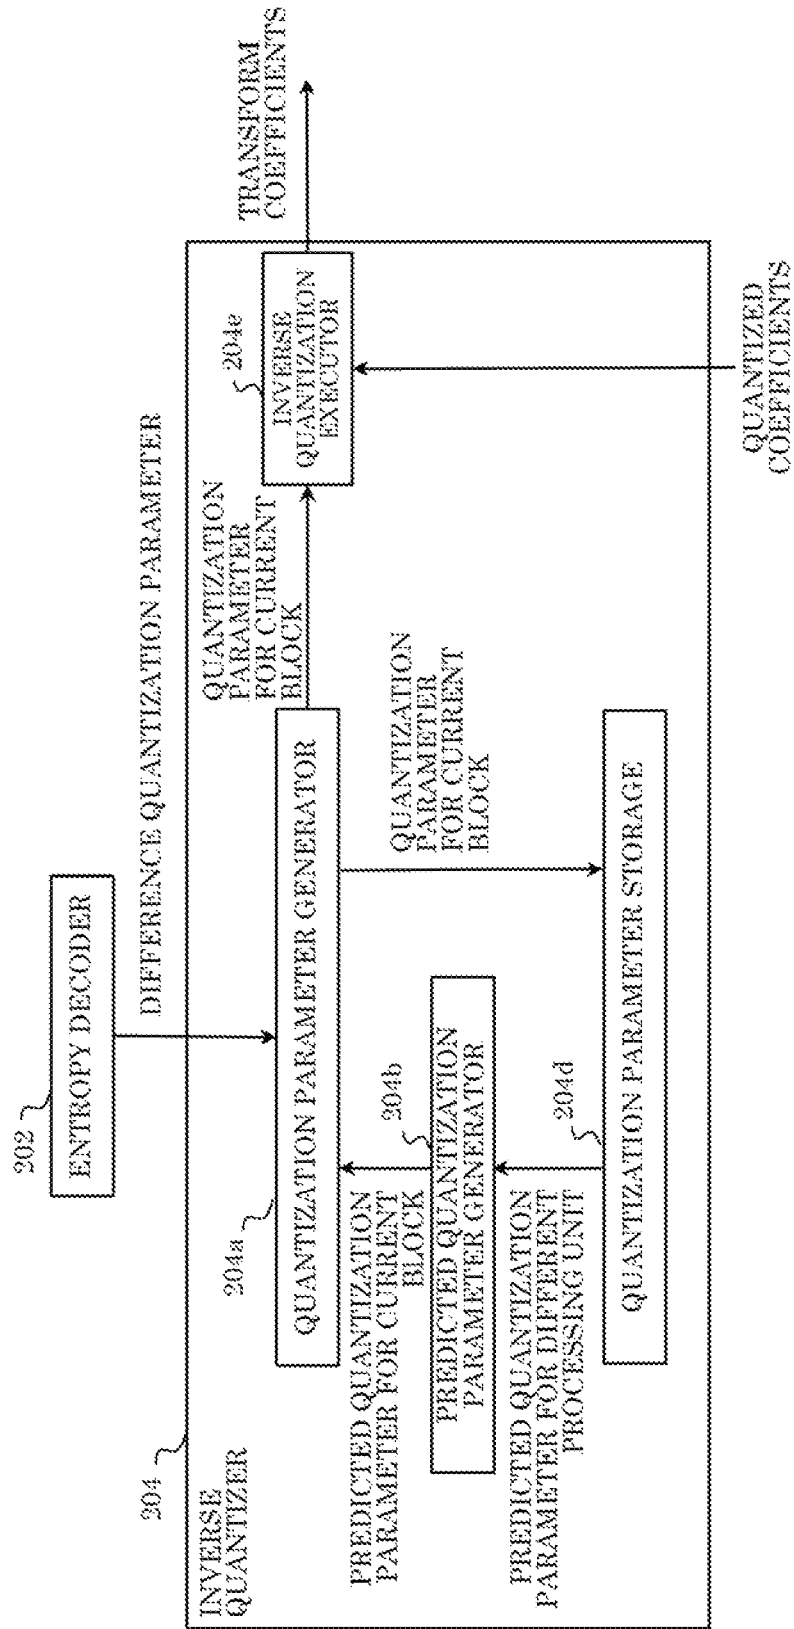 202
ENTROPY DECODER
DIFFERENCE QUANTIZATION PARAMETER
204
INVERSE
QUANTIZER
204a
QUANTIZATION PARAMETER GENERATOR
QUANTIZATION
PARAMETER
FOR CURRENT
BLOCK
204e
INVERSE
QUANTIZATION
EXECUTOR
TRANSFORM
COEFFICIENTS
PREDICTED QUANTIZATION
PARAMETER FOR CURRENT
BLOCK
204b
PREDICTED QUANTIZATION
PARAMETER GENERATOR
QUANTIZATION
PARAMETER
FOR CURRENT
BLOCK
PREDICTED QUANTIZATION
PARAMETER FOR DIFFERENT
PROCESSING UNIT
204d
QUANTIZATION PARAMETER STORAGE
QUANTIZED
COEFFICIENTS